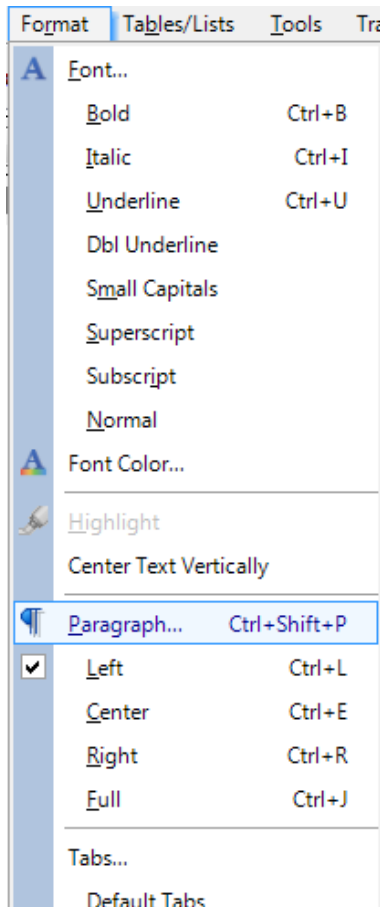 Format Tables/Lists Tools Tra
Font...
Bold Ctrl+B
Italic Ctrl+I
Underline Ctrl+U
Dbl Underline
Small Capitals
Superscript
Subscript
Normal
Font Color...
Highlight
Center Text Vertically
Paragraph... Ctrl+Shift+P
Left Ctrl+L
Center Ctrl+E
Right Ctrl+R
Full Ctrl+J
Tabs...
Default Tabs